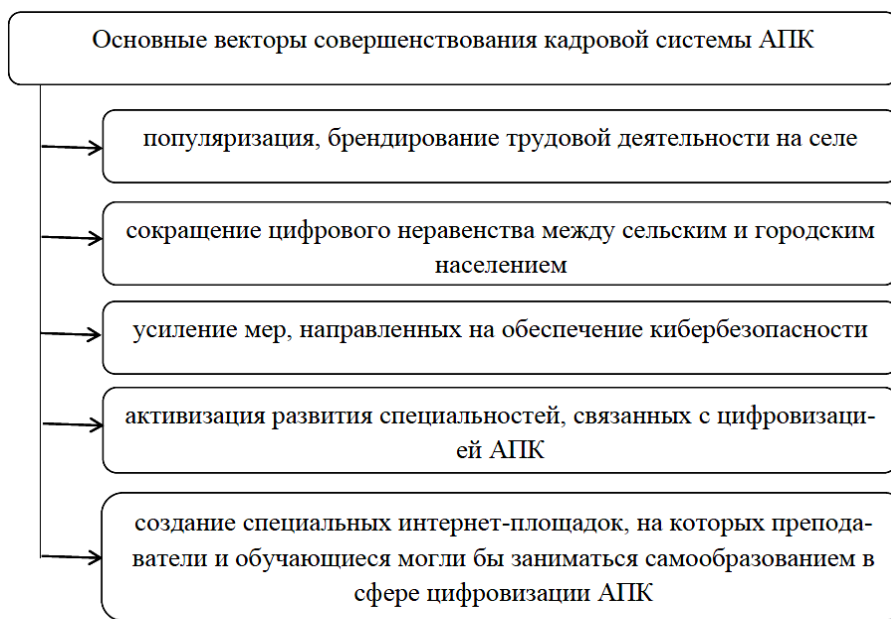 Основные векторы совершенствования кадровой системы АПК
популяризация, брендирование трудовой деятельности на селе
сокращение цифрового неравенства между сельским и городским
населением
усиление мер, направленных на обеспечение кибербезопасности
активизация развития специальностей, связанных с цифровизаци-
ей АПК
создание специальных интернет-площадок, на которых препода-
ватели и обучающиеся могли бы заниматься самообразованием в
сфере цифровизации АПК